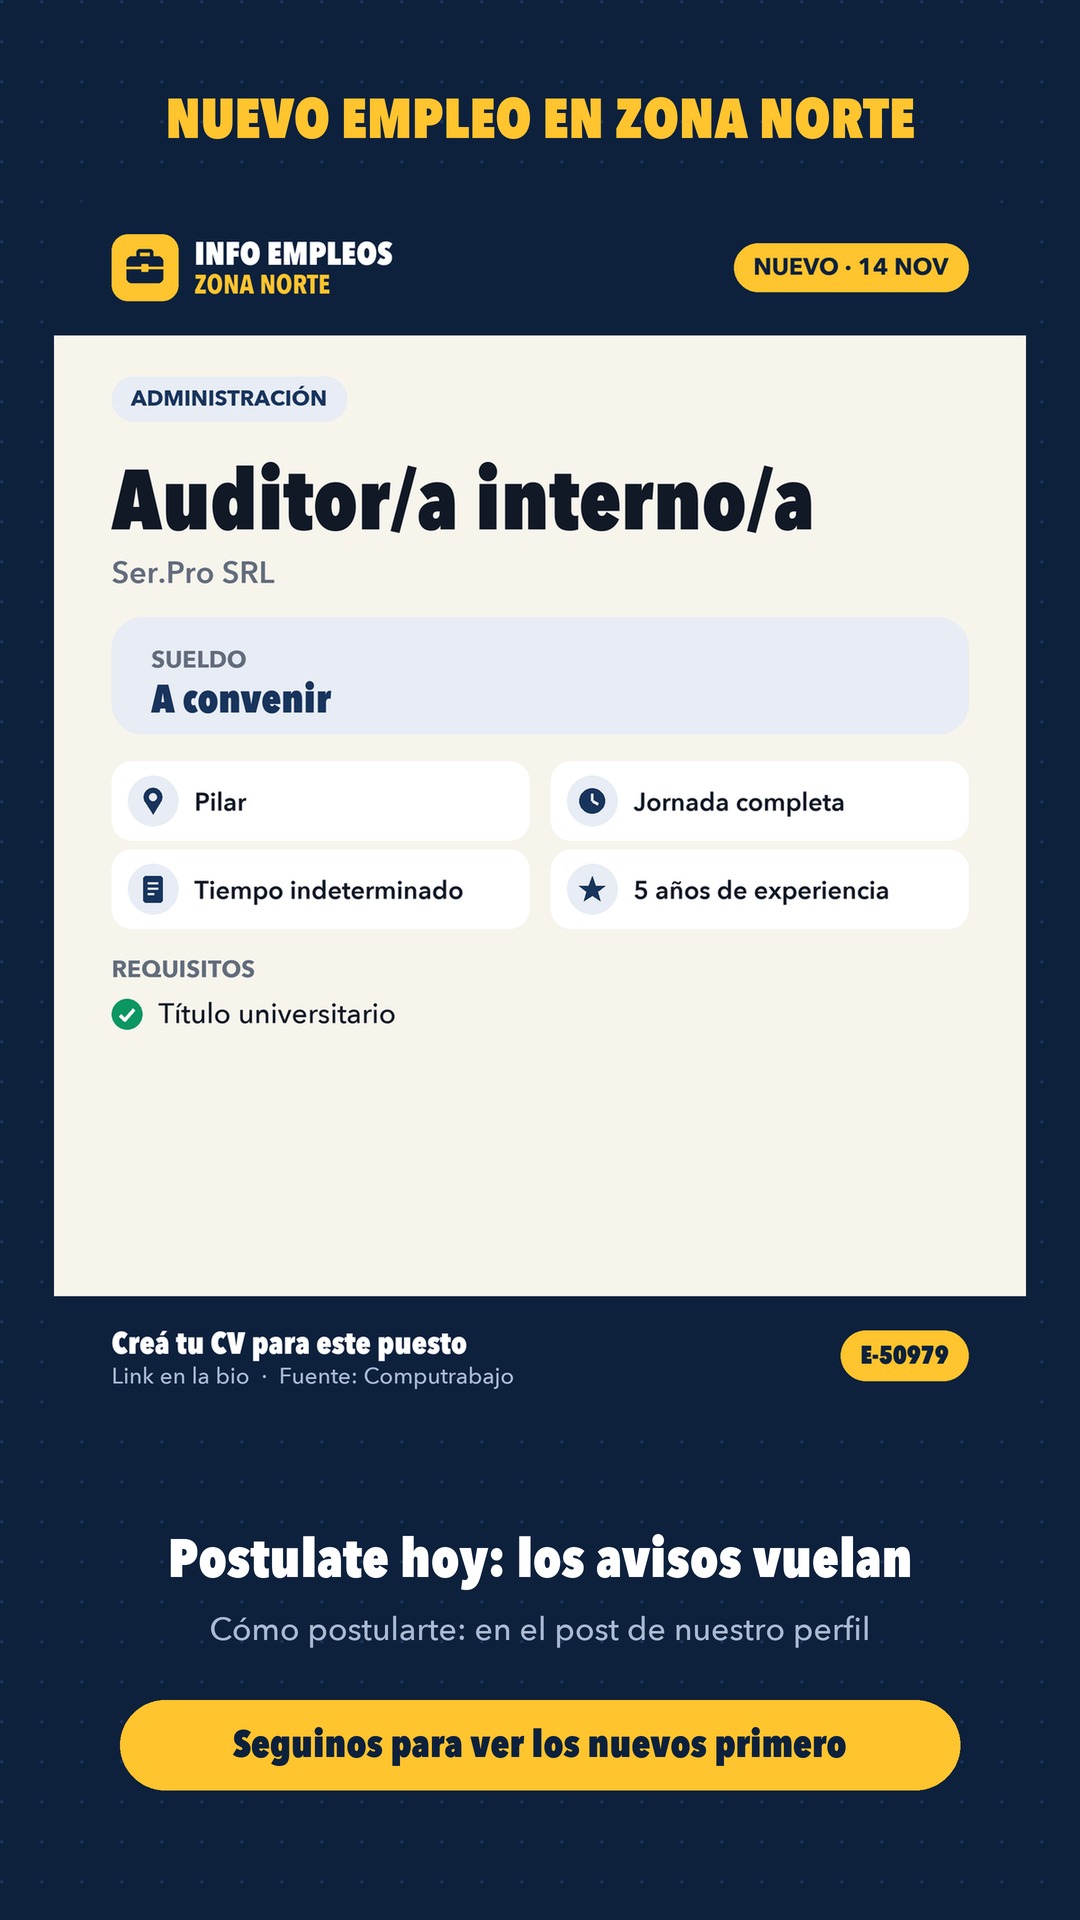 NUEVO EMPLEO EN ZONA NORTE
INFO EMPLEOS
ZONA NORTE
NUEVO · 14 NOV
ADMINISTRACIÓN
Auditor/a interno/a
Ser.Pro SRL
SUELDO
A convenir
Pilar
Jornada completa
Tiempo indeterminado
5 años de experiencia
REQUISITOS
Título universitario
Creá tu CV para este puesto
Link en la bio · Fuente: Computrabajo
E-50979
Postulate hoy: los avisos vuelan
Cómo postularte: en el post de nuestro perfil
Seguinos para ver los nuevos primero